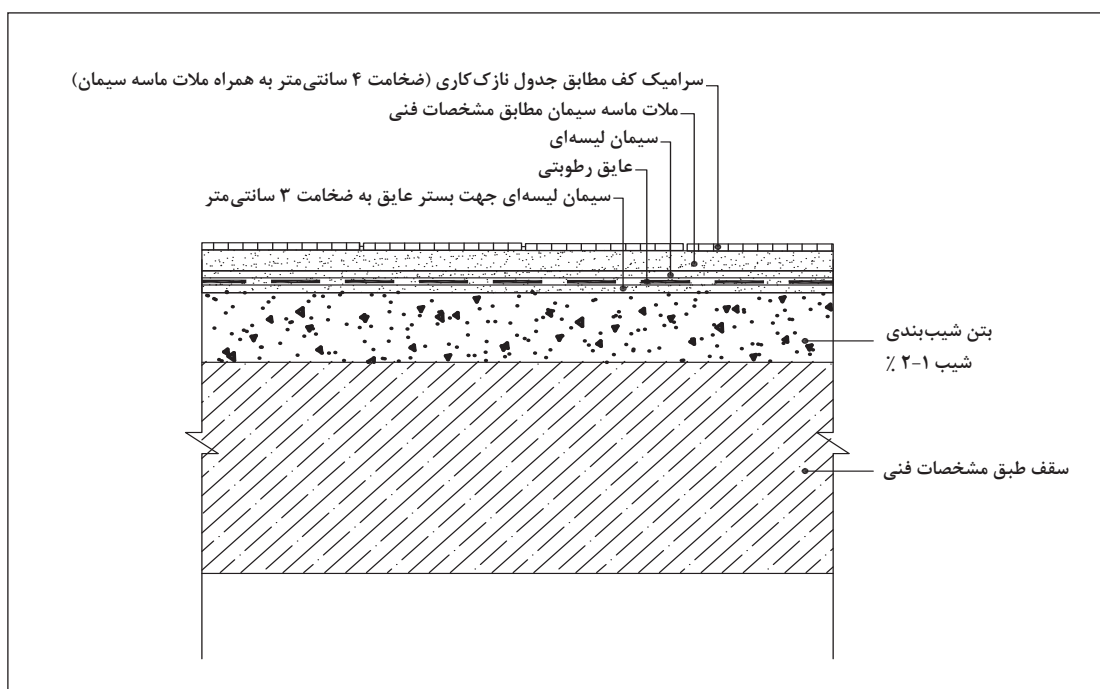 سرامیک کف مطابق جدول نازک‌کاری (ضخامت ۴ سانتی‌متر به همراه ملات ماسه سیمان)
ملات ماسه سیمان مطابق مشخصات فنی
سیمان لیسه‌ای
عایق رطوبتی
سیمان لیسه‌ای جهت بستر عایق به ضخامت ۳ سانتی‌متر
بتن شیب‌بندی
شیب ۱-۲ ٪
سقف طبق مشخصات فنی